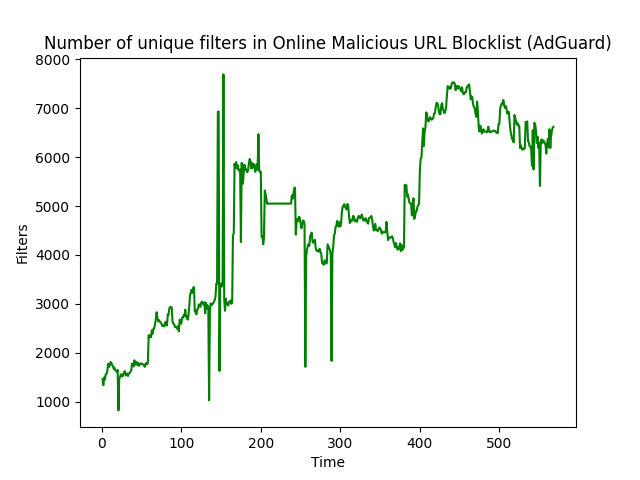 Number of unique filters in Online Malicious URL Blocklist (AdGuard)
8000
7000
6000
5000
4000
3000
2000
1000
Filters
0 100 200 300 400 500
Time